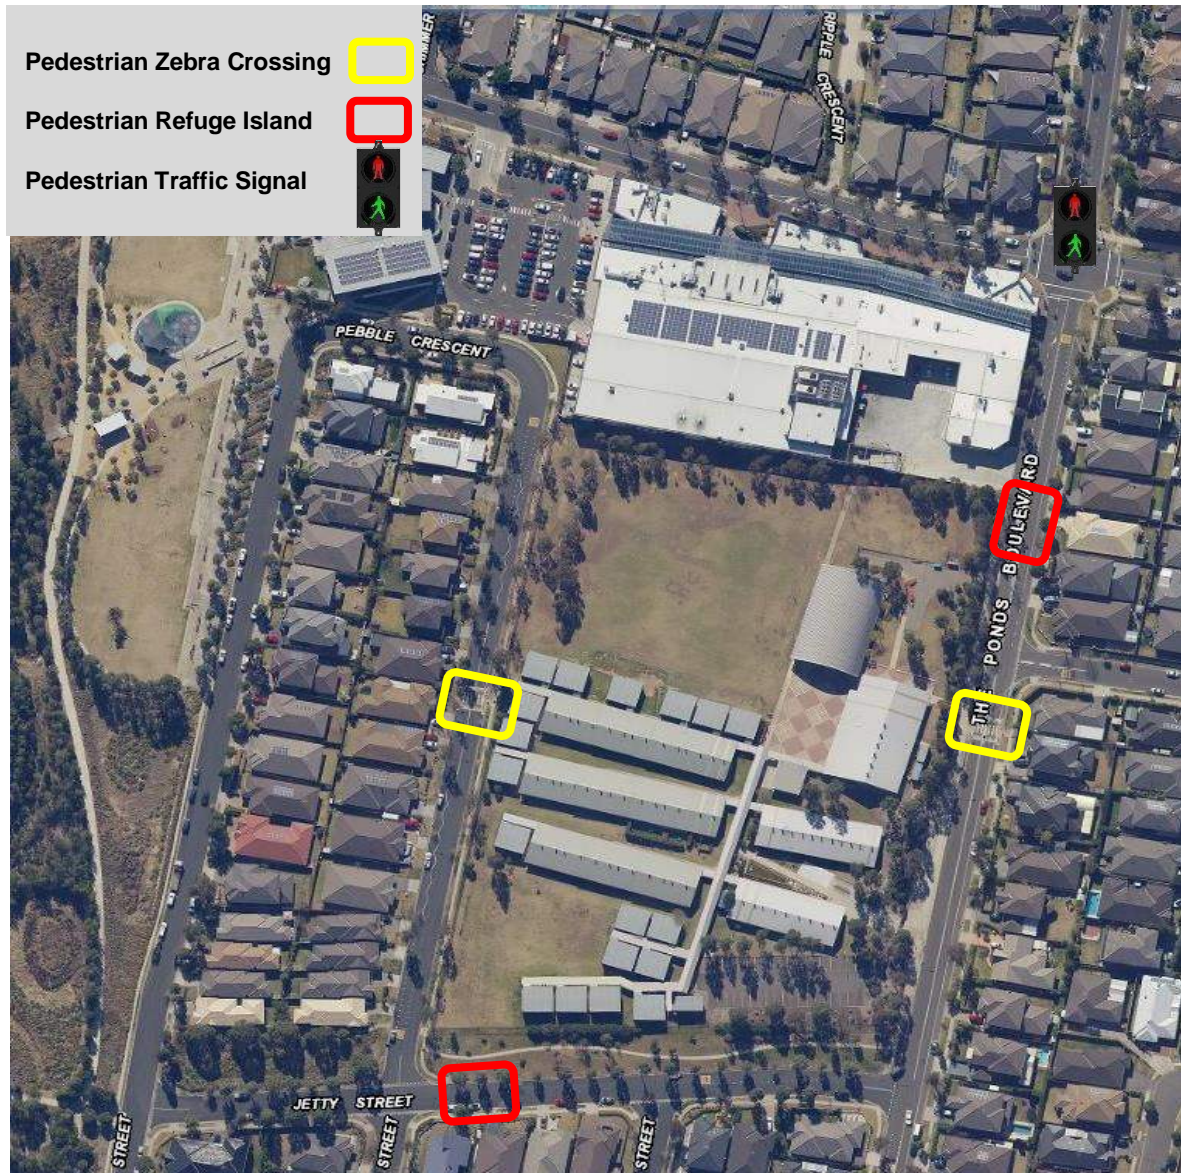 Pedestrian Zebra Crossing
Pedestrian Refuge Island
Pedestrian Traffic Signal
RIPPLE CRESCENT
PEBBLE CRESCENT
THE PONDS BOULEVARD
JETTY STREET
STREET
STREET
STREET